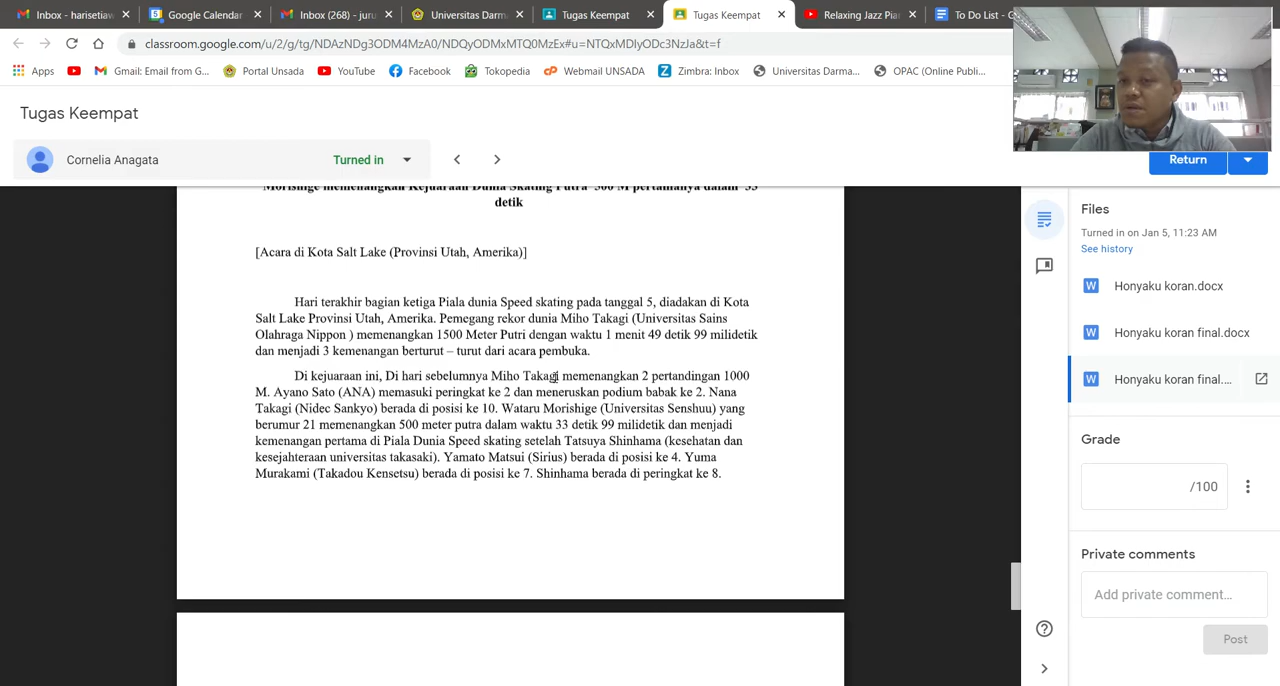 Inbox - harisetiaw
Google Calendar
Inbox (268) - juru
Universitas Darma
Tugas Keempat
Tugas Keempat
Relaxing Jazz Pia
To Do List -
classroom.google.com/u/2/g/tg/NDAzNDg3ODM4MzA0/NDQyODMxMTQ0MzEx#u=NTQxMDIyODc3NzJa&t=f
Apps
Gmail: Email from G...
Portal Unsada
YouTube
Facebook
Tokopedia
Webmail UNSADA
Zimbra: Inbox
Universitas Darma...
OPAC (Online Publi...
Tugas Keempat
Cornelia Anagata
Turned in
Return
Morishige memenangkan Kejuaraan Dunia Skating Putra 500 M pertamanya dalam 33
detik
[Acara di Kota Salt Lake (Provinsi Utah, Amerika)]
Hari terakhir bagian ketiga Piala dunia Speed skating pada tanggal 5, diadakan di Kota
Salt Lake Provinsi Utah, Amerika. Pemegang rekor dunia Miho Takagi (Universitas Sains
Olahraga Nippon ) memenangkan 1500 Meter Putri dengan waktu 1 menit 49 detik 99 milidetik
dan menjadi 3 kemenangan berturut – turut dari acara pembuka.
Di kejuaraan ini, Di hari sebelumnya Miho Takagi memenangkan 2 pertandingan 1000
M. Ayano Sato (ANA) memasuki peringkat ke 2 dan meneruskan podium babak ke 2. Nana
Takagi (Nidec Sankyo) berada di posisi ke 10. Wataru Morishige (Universitas Senshuu) yang
berumur 21 memenangkan 500 meter putra dalam waktu 33 detik 99 milidetik dan menjadi
kemenangan pertama di Piala Dunia Speed skating setelah Tatsuya Shinhama (kesehatan dan
kesejahteraan universitas takasaki). Yamato Matsui (Sirius) berada di posisi ke 4. Yuma
Murakami (Takadou Kensetsu) berada di posisi ke 7. Shinhama berada di peringkat ke 8.
Files
Turned in on Jan 5, 11:23 AM
See history
Honyaku koran.docx
Honyaku koran final.docx
Honyaku koran final....
Grade
/100
Private comments
Add private comment...
Post